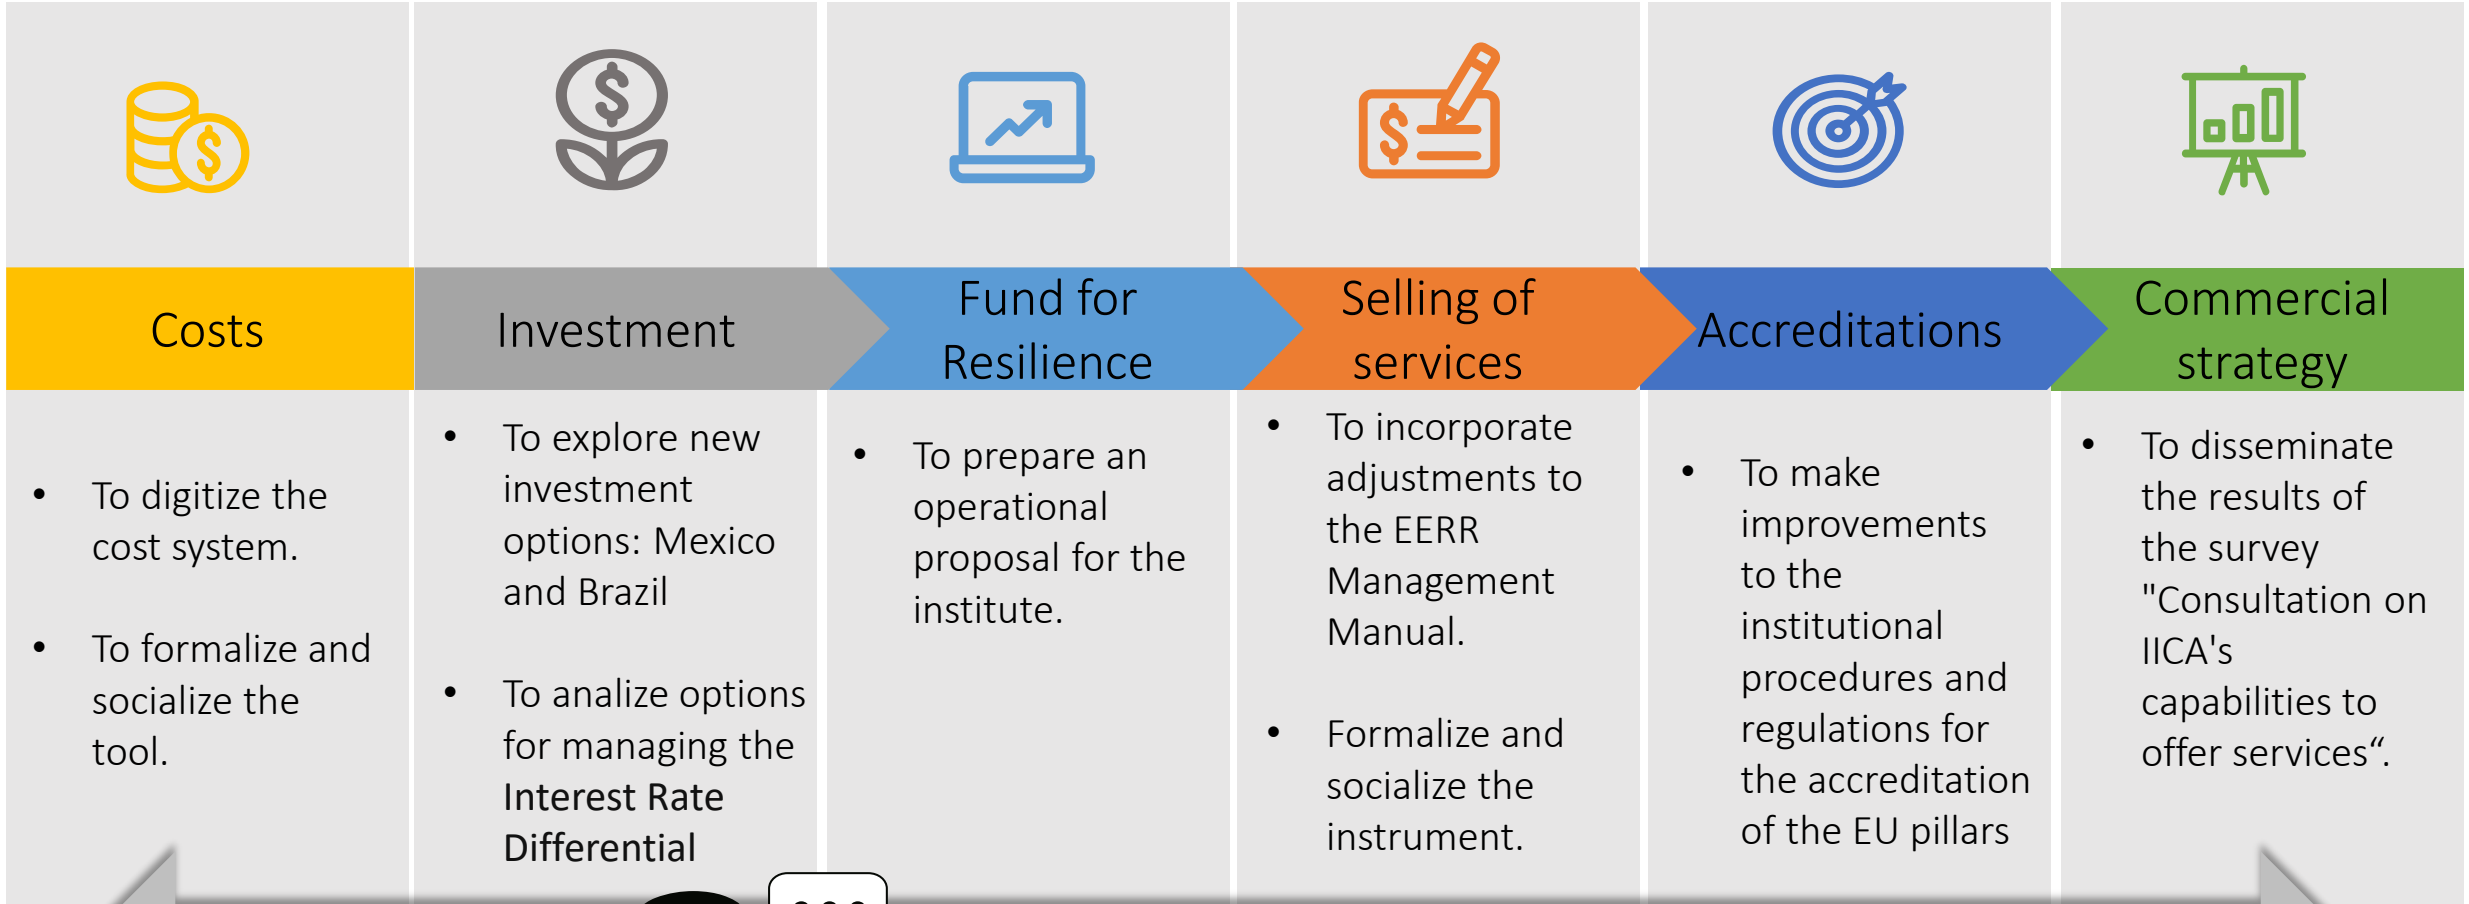 Costs
• To digitize the
cost system.
• To formalize and
socialize the
tool.
Investment
• To explore new
investment
options: Mexico
and Brazil
• To analize options
for managing the
Interest Rate
Differential
Fund for
Resilience
• To prepare an
operational
proposal for the
institute.
Selling of
services
• To incorporate
adjustments to
the EERR
Management
Manual.
• Formalize and
socialize the
instrument.
Accreditations
• To make
improvements
to the
institutional
procedures and
regulations for
the accreditation
of the EU pillars
Commercial
strategy
• To disseminate
the results of
the survey
"Consultation on
IICA's
capabilities to
offer services“.